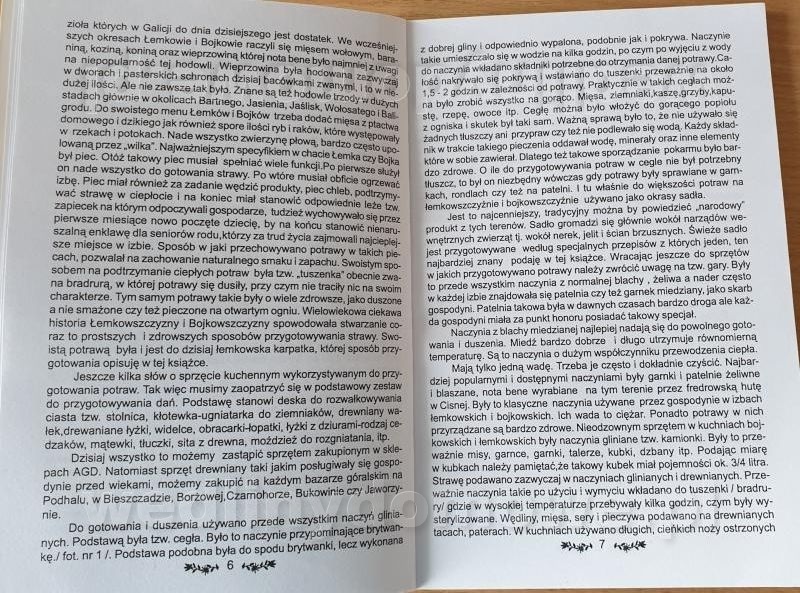 zioła których w Galicji do dnia dzisiejszego jest dostatek. We wcześniej-
szych okresach Łemkowie i Bojkowie raczyli się mięsem wołowym, bara-
niną, koziną, koniną oraz wieprzowiną której nota bene było najmniej z uwagi
na niepopularność tej hodowli. Wieprzowina była hodowana zazwyczaj
w dworach i pasterskich schronach dzisiaj bacówkami zwanymi, i to w nie-
dużej ilości. Ale nie zawsze tak było. Znane są też hodowle trzody w dużych
stadach głównie w okolicach Bartnego, Jasienia, Jaślisk, Wołosatego i Bali-
grodu. Do swoistego menu Łemków i Bojków trzeba dodać mięsa z ptactwa
domowego i dzikiego jak również spore ilości ryb i raków, które występowały
w rzekach i potokach. Nade wszystko zwierzynę płową, bardzo często upo-
lowaną przez „wilka". Najważniejszym specyfikiem w chacie Łemka czy Bojka
był piec. Otóż takowy piec musiał spełniać wiele funkcji.Po pierwsze służył
on nade wszystko do gotowania strawy. Po wtóre musiał obficie ogrzewać
izbę. Piec miał również za zadanie wędzić produkty, piec chleb, podtrzymy-
wać strawę w cieplocie i na koniec miał stanowić odpowiednie leże tzw.
zapiecek na którym odpoczywali gospodarze, tudzież wychowywało się przez
pierwsze miesiące nowo poczęte dziecię, by na końcu stanowić nienaru-
szalną enklawę dla seniorów rodu,którzy za trud życia zajmowali najcieplej-
sze miejsce w izbie. Sposób w jaki przechowywano potrawy w takich pie-
cach, pozwałał na zachowanie naturalnego smaku i zapachu. Swoistym spo-
sobem na podtrzymanie ciepłych potraw była tzw. „tuszenka" obecnie zwa-
na bradrurą, w której potrawy się dusiły, przy czym nie traciły nic na swoim
charakterze. Tym samym potrawy takie były o wiele zdrowsze, jako duszone
a nie smażone czy też pieczone na otwartym ogniu. Wielowiekowa ciekawa
historia Łemkowszczyzny i Bojkowszczyzny spowodowała stwarzanie co-
raz to prostszych i zdrowszych sposobów przygotowywania strawy. Swo-
istą potrawą była i jest do dzisiaj łemkowska karpatka, której sposób przy-
gotowania opisuję w tej książce.
Jeszcze kilka słów o sprzęcie kuchennym wykorzystywanym do przy-
gotowania potraw. Tak więc musimy zaopatrzyć się w podstawowy zestaw
do przygotowywania dań. Podstawę stanowi deska do rozwałkowywania
ciasta tzw. stolnica, kłotewka-ugniatarka do ziemniaków, drewniany wa-
łek,drewaniane łyżki, widelce, obracarki-łopatki, łyżki z dziurami-rodzaj ce-
dzaków, mątewki, tłuczki, sita z drewna, moździeż do rozgniatania, itp.
Dzisiaj wszystko to możemy zastąpić sprzętem zakupionym w skle-
pach AGD. Natomiast sprzęt drewniany taki jakim posługiwały się gospo-
dynie przed wiekami, możemy zakupić na każdym bazarze góralskim na
Podhalu, w Bieszczadzie, Borżowej,Czarnohorze, Bukowinie czy Jaworzy-
nie.
Do gotowania i duszenia używano przede wszystkim naczyń glinia-
nych. Podstawą była tzw. cegła. Było to naczynie przypominające brytwan-
kę./ fot. nr 1 /. Podstawa podobna była do spodu brytwanki, lecz wykonana
6
z dobrej gliny i odpowiednio wypalona, podobnie jak i pokrywa. Naczynie
takie umieszczało się w wodzie na kilka godzin, po czym po wyjęciu z wody
do naczynia wkładano składniki potrzebne do otrzymania danej potrawy.Ca-
łość nakrywało się pokrywą i wstawiano do tuszenki przeważnie na około
1,5 - 2 godzin w zależności od potrawy. Praktycznie w takich cegłach moż-
na było zrobić wszystko na gorąco. Mięsa, ziemniaki,kaszę,grzyby,kapu-
stę, rzepę, owoce itp. Cegłę można było włożyć do gorącego popiołu
z ogniska i skutek był taki sam. Ważną sprawą było to, że nie używało się
żadnych tłuszczy ani przypraw czy też nie podlewało się wodą. Każdy skład-
nik w trakcie takiego pieczenia oddawał wodę, minerały oraz inne elementy
które w sobie zawierał. Dlatego też takowe sporządzanie pokarmu było bar-
dzo zdrowe. O ile do przygotowywania potraw w cegle nie był potrzebny
tłuszcz, to był on niezbędny wówczas gdy potrawy były sprawiane w garn-
kach, rondlach czy też na patelni. I tu właśnie do większości potraw na
łemkowszczyźnie i bojkowszczyźnie używano jako okrasy sadła.
Jest to najcenniejszy, tradycyjny można by powiedzieć „narodowy"
produkt z tych terenów. Sadło gromadzi się głównie wokół narządów we-
wnętrznych zwierząt tj. wokół nerek, jelit i ścian brzusznych. Świeże sadło
jest przygotowywane według specjalnych przepisów z których jeden, ten
najbardziej znany podaję w tej książce. Wracając jeszcze do sprzętów
w jakich przygotowywano potrawy należy zwrócić uwagę na tzw. gary. Były
to przede wszystkim naczynia z normalnej blachy , żeliwa a nader często
w każdej izbie znajdowała się patelnia czy też garnek miedziany, jako skarb
gospodyni. Patelnia takowa była w dawnych czasach bardzo droga ale każ-
da gospodyni miała za punkt honoru posiadać takowy specjał.
Naczynia z blachy miedzianej najlepiej nadają się do powolnego goto-
wania i duszenia. Miedź bardzo dobrze i długo utrzymuje równomierną
temperaturę. Są to naczynia o dużym współczynniku przewodzenia ciepła.
Mają tylko jedną wadę. Trzeba je często i dokładnie czyścić. Najbar-
dziej popularnymi i dostępnymi naczyniami były garnki i patelnie żeliwne
i blaszane, nota bene wyrabiane na tym terenie przez fredrowską hutę
w Cisnej. Były to klasyczne naczynia używane przez gospodynie w izbach
łemkowskich i bojkowskich. Ich wada to ciężar. Ponadto potrawy w nich
przyrządzane są bardzo zdrowe. Nieodzownym sprzętem w kuchniach boj-
kowskich i łemkowskich były naczynia gliniane tzw. kamionki. Były to prze-
ważnie misy, garnce, garnki, talerze, kubki, dzbany itp. Podając miarę
w kubkach należy pamiętać,że takowy kubek miał pojemność ok. 3/4 litra.
Strawę podawano zazwyczaj w naczyniach glinianych i drewnianych. Prze-
ważnie naczynia takie po użyciu i wymyciu wkładano do tuszenki / bradru-
ry/ gdzie w wysokiej temperaturze przebywały kilka godzin, czym były wy-
sterylizowane. Wędliny, mięsa, sery i pieczywa podawano na drewnianych
tacach, paterach. W kuchniach używano długich, cieńkich noży ostrzonych
7